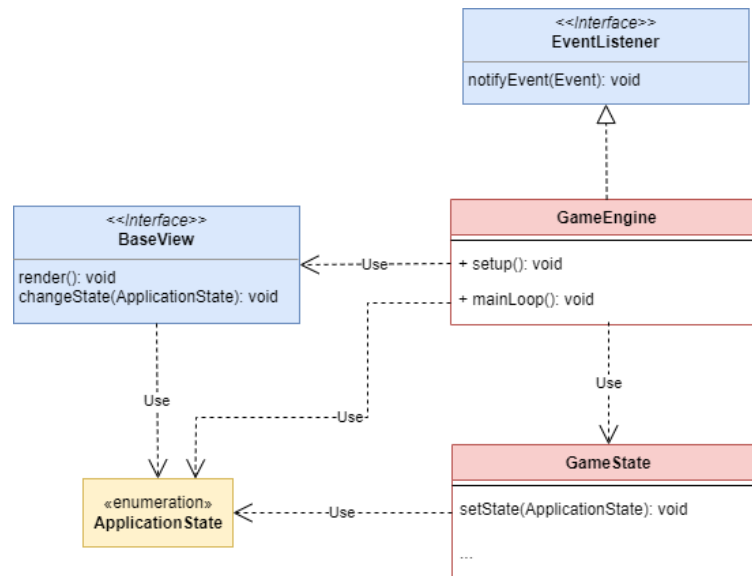 <<Interface>>
EventListener
notifyEvent(Event): void
<<Interface>>
BaseView
render(): void
changeState(ApplicationState): void
GameEngine
+ setup(): void
+ mainLoop(): void
Use
Use
Use
Use
GameState
setState(ApplicationState): void
...
«enumeration»
ApplicationState
Use